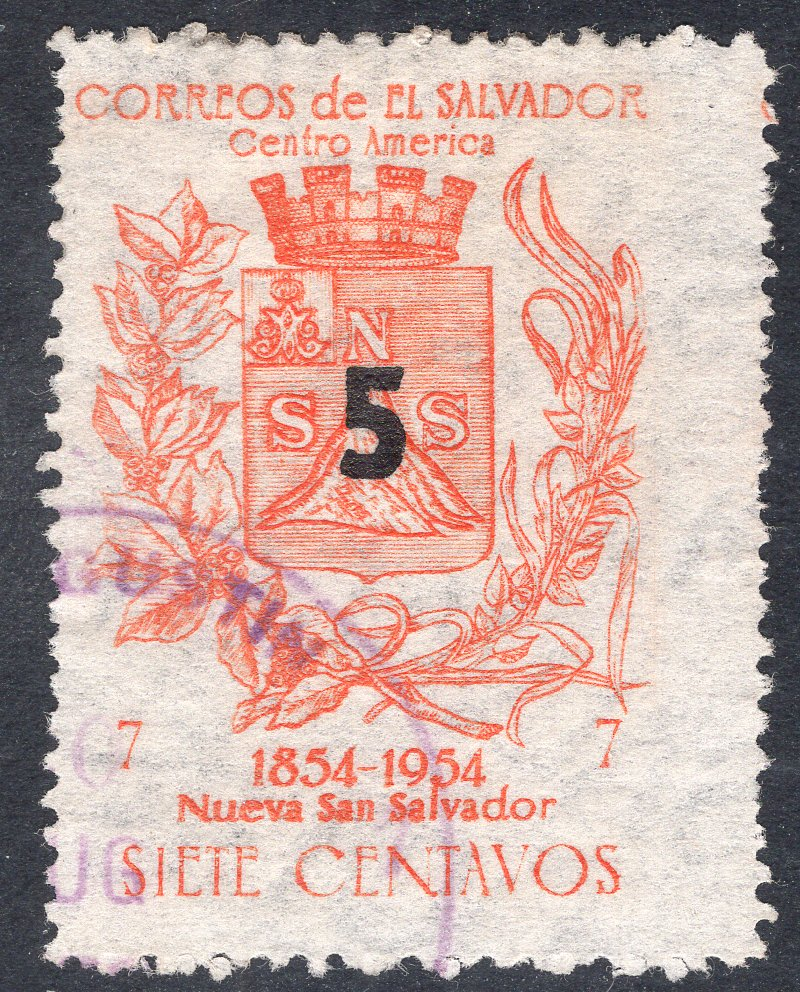 CORREOS de EL SALVADOR
Centro America
N
5
S S
7 7
1854-1954
Nueva San Salvador
SIETE CENTAVOS